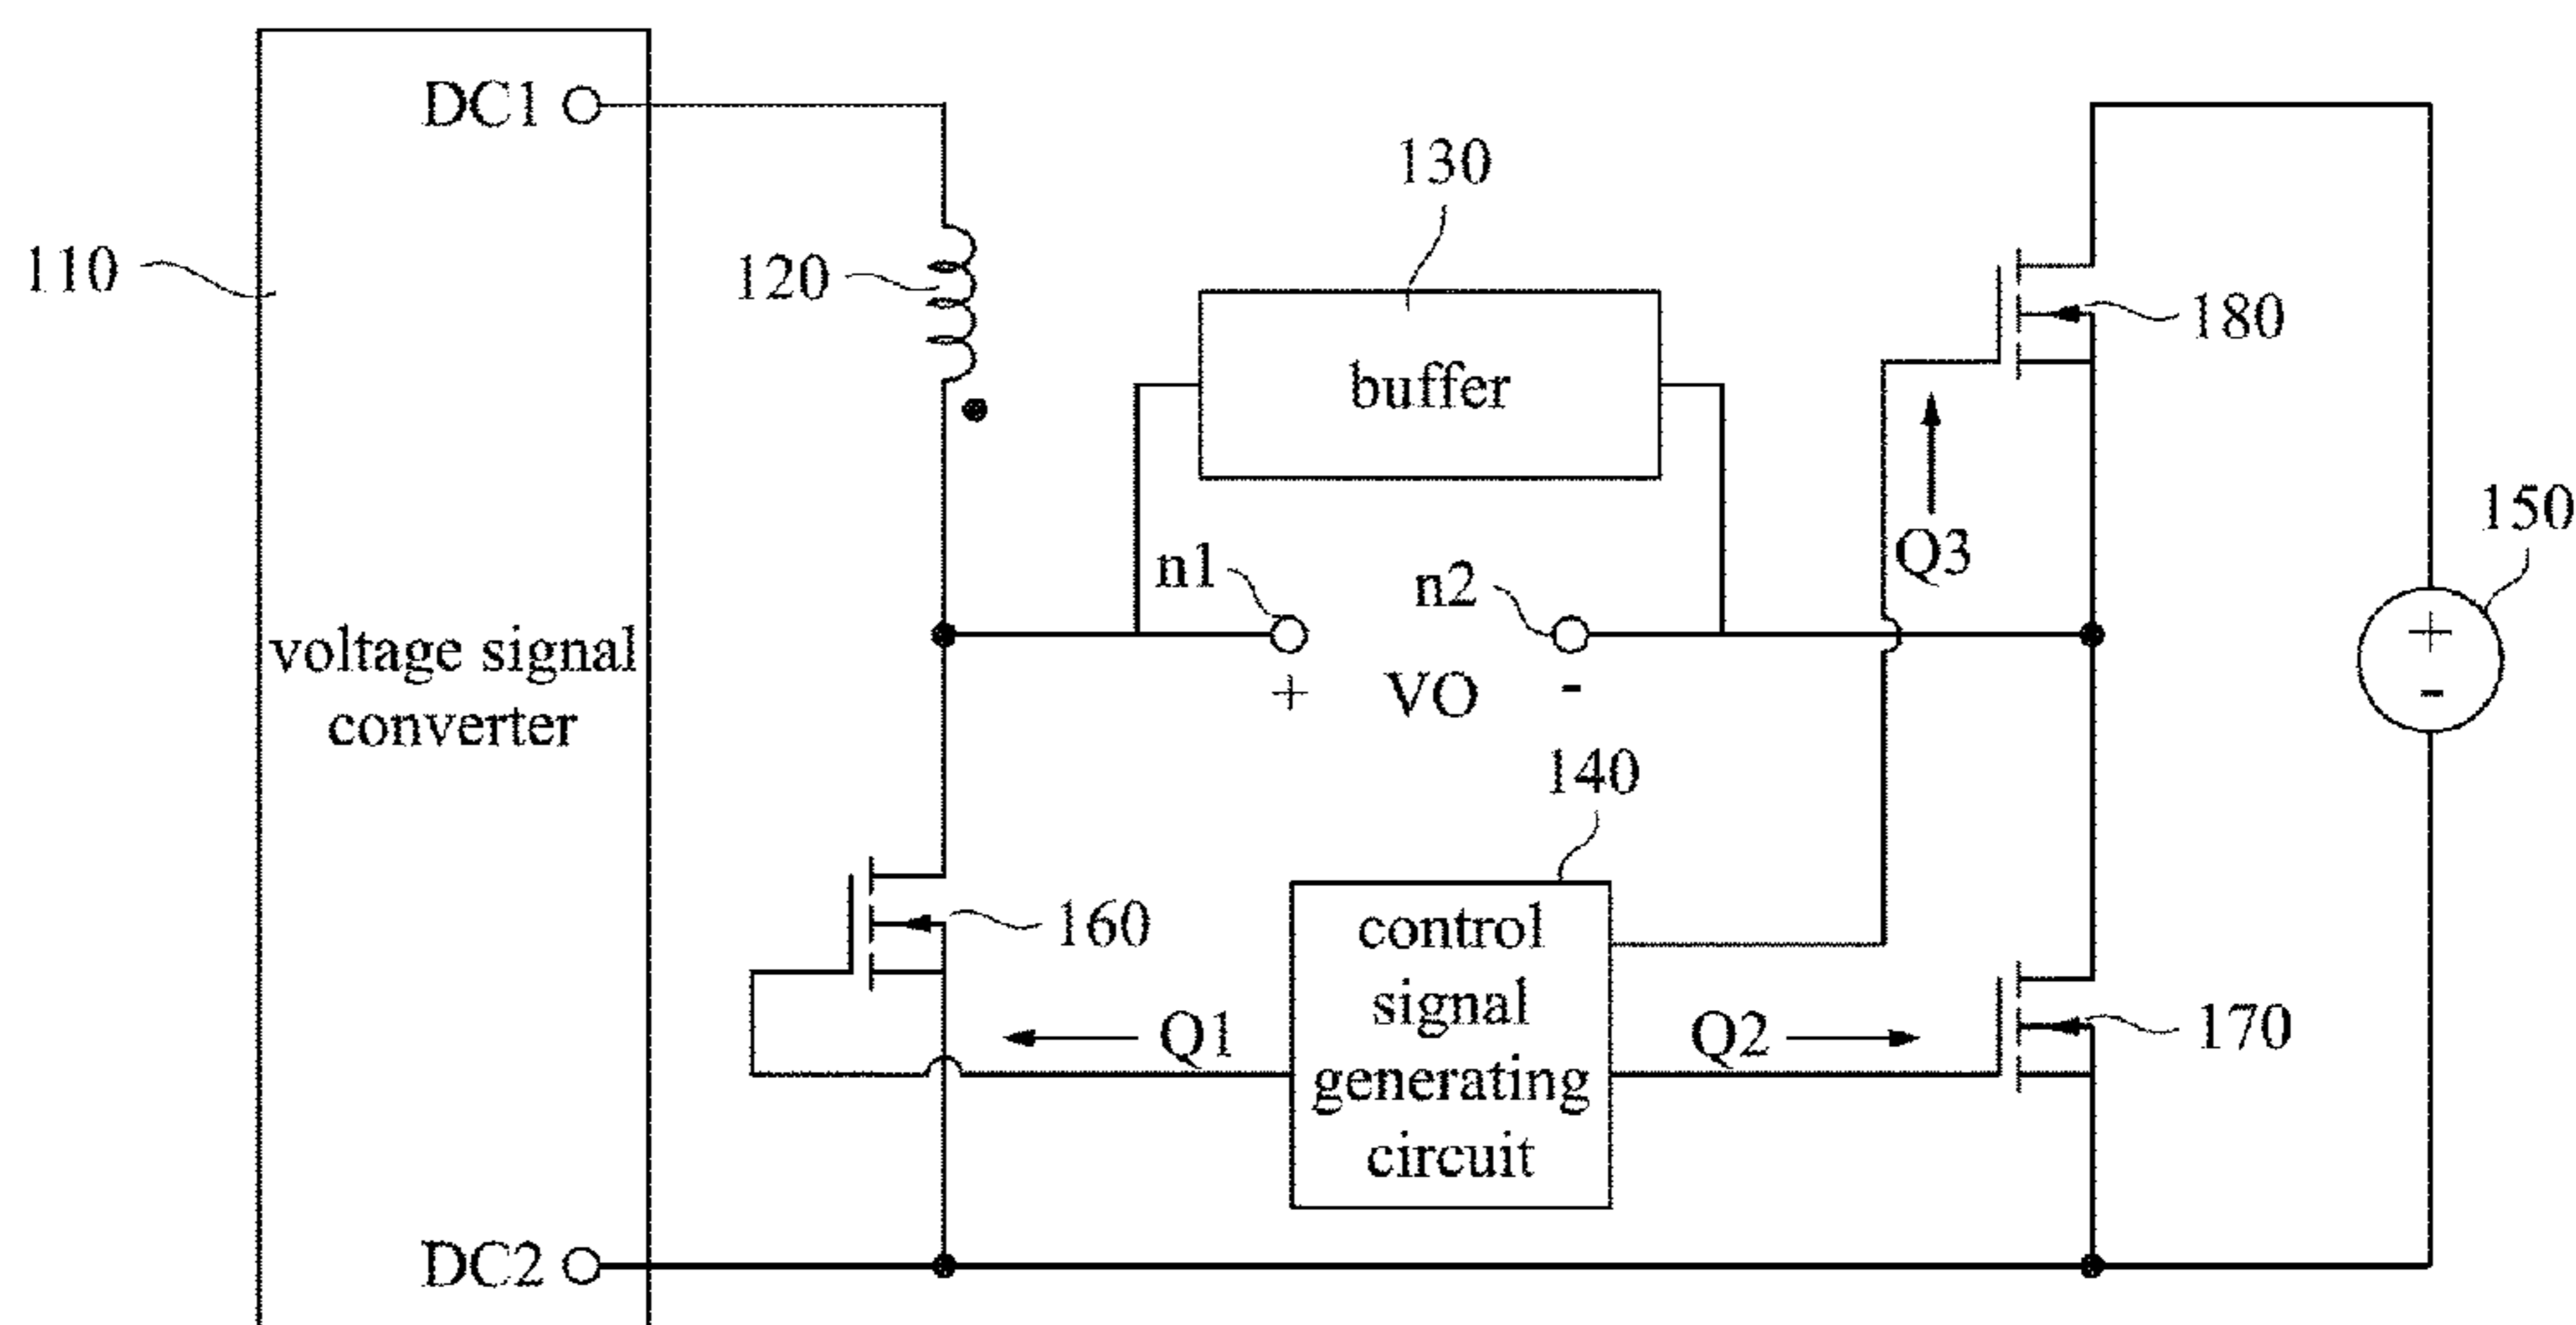 DC1
130
110
120
180
buffer
150
n1
n2
Q3
+
-
voltage signal
converter
+
VO
-
140
160
control
signal
generating
circuit
Q1
Q2
170
DC2